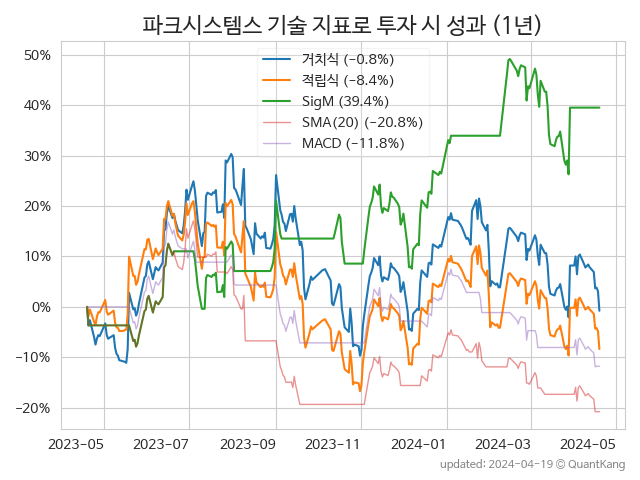 파크시스템스 기술 지표로 투자 시 성과 (1년)
거치식 (−0.8%)
적립식 (−8.4%)
SigM (39.4%)
SMA(20) (−20.8%)
MACD (−11.8%)
50%
40%
30%
20%
10%
0%
−10%
−20%
2023−05 2023−07 2023−09 2023−11 2024−01 2024−03 2024−05
updated: 2024−04−19 ⓒ QuantKang